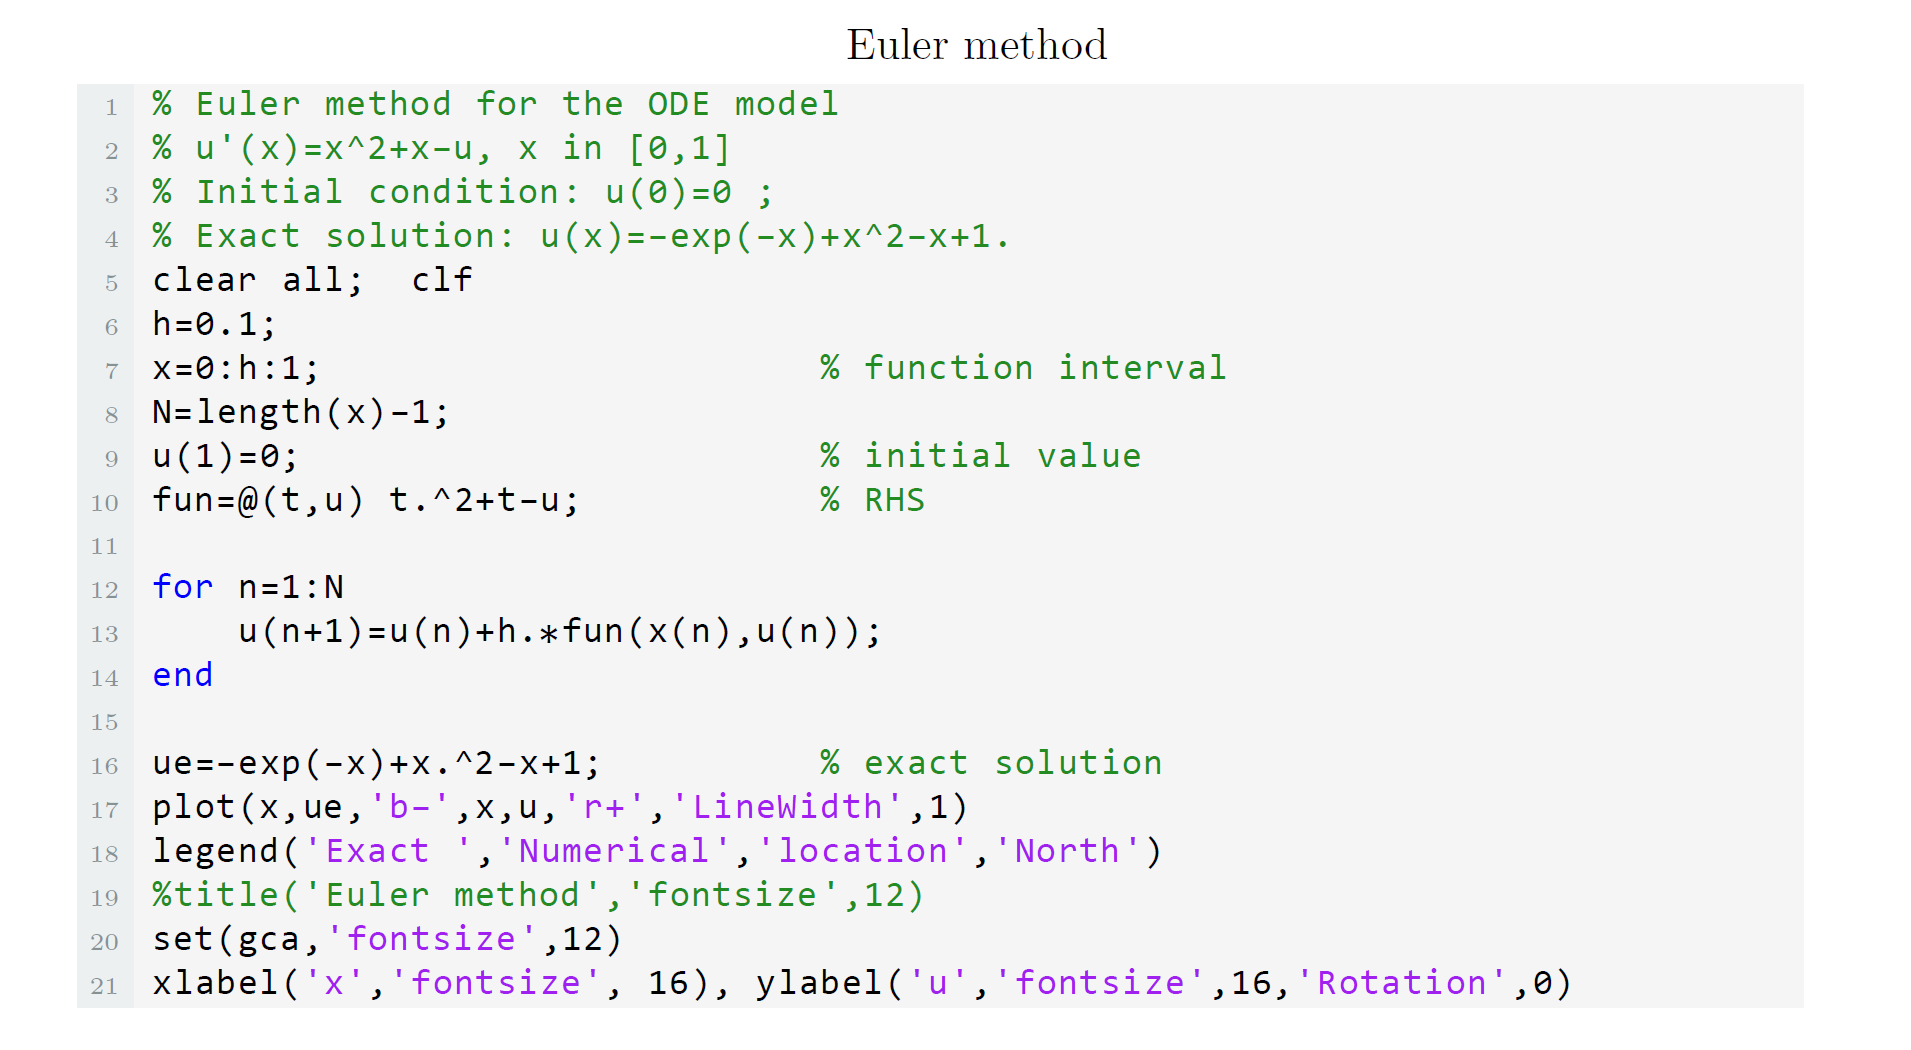 Euler method
1 % Euler method for the ODE model
2 % u'(x)=x^2+x-u, x in [0,1]
3 % Initial condition: u(0)=0 ;
4 % Exact solution: u(x)=-exp(-x)+x^2-x+1.
5 clear all;  clf
6 h=0.1;
7 x=0:h:1;                       % function interval
8 N=length(x)-1;
9 u(1)=0;                        % initial value
10 fun=@(t,u) t.^2+t-u;           % RHS
11
12 for n=1:N
13     u(n+1)=u(n)+h.*fun(x(n),u(n));
14 end
15
16 ue=-exp(-x)+x.^2-x+1;          % exact solution
17 plot(x,ue,'b-',x,u,'r+','LineWidth',1)
18 legend('Exact ','Numerical','location','North')
19 %title('Euler method','fontsize',12)
20 set(gca,'fontsize',12)
21 xlabel('x','fontsize', 16), ylabel('u','fontsize',16,'Rotation',0)